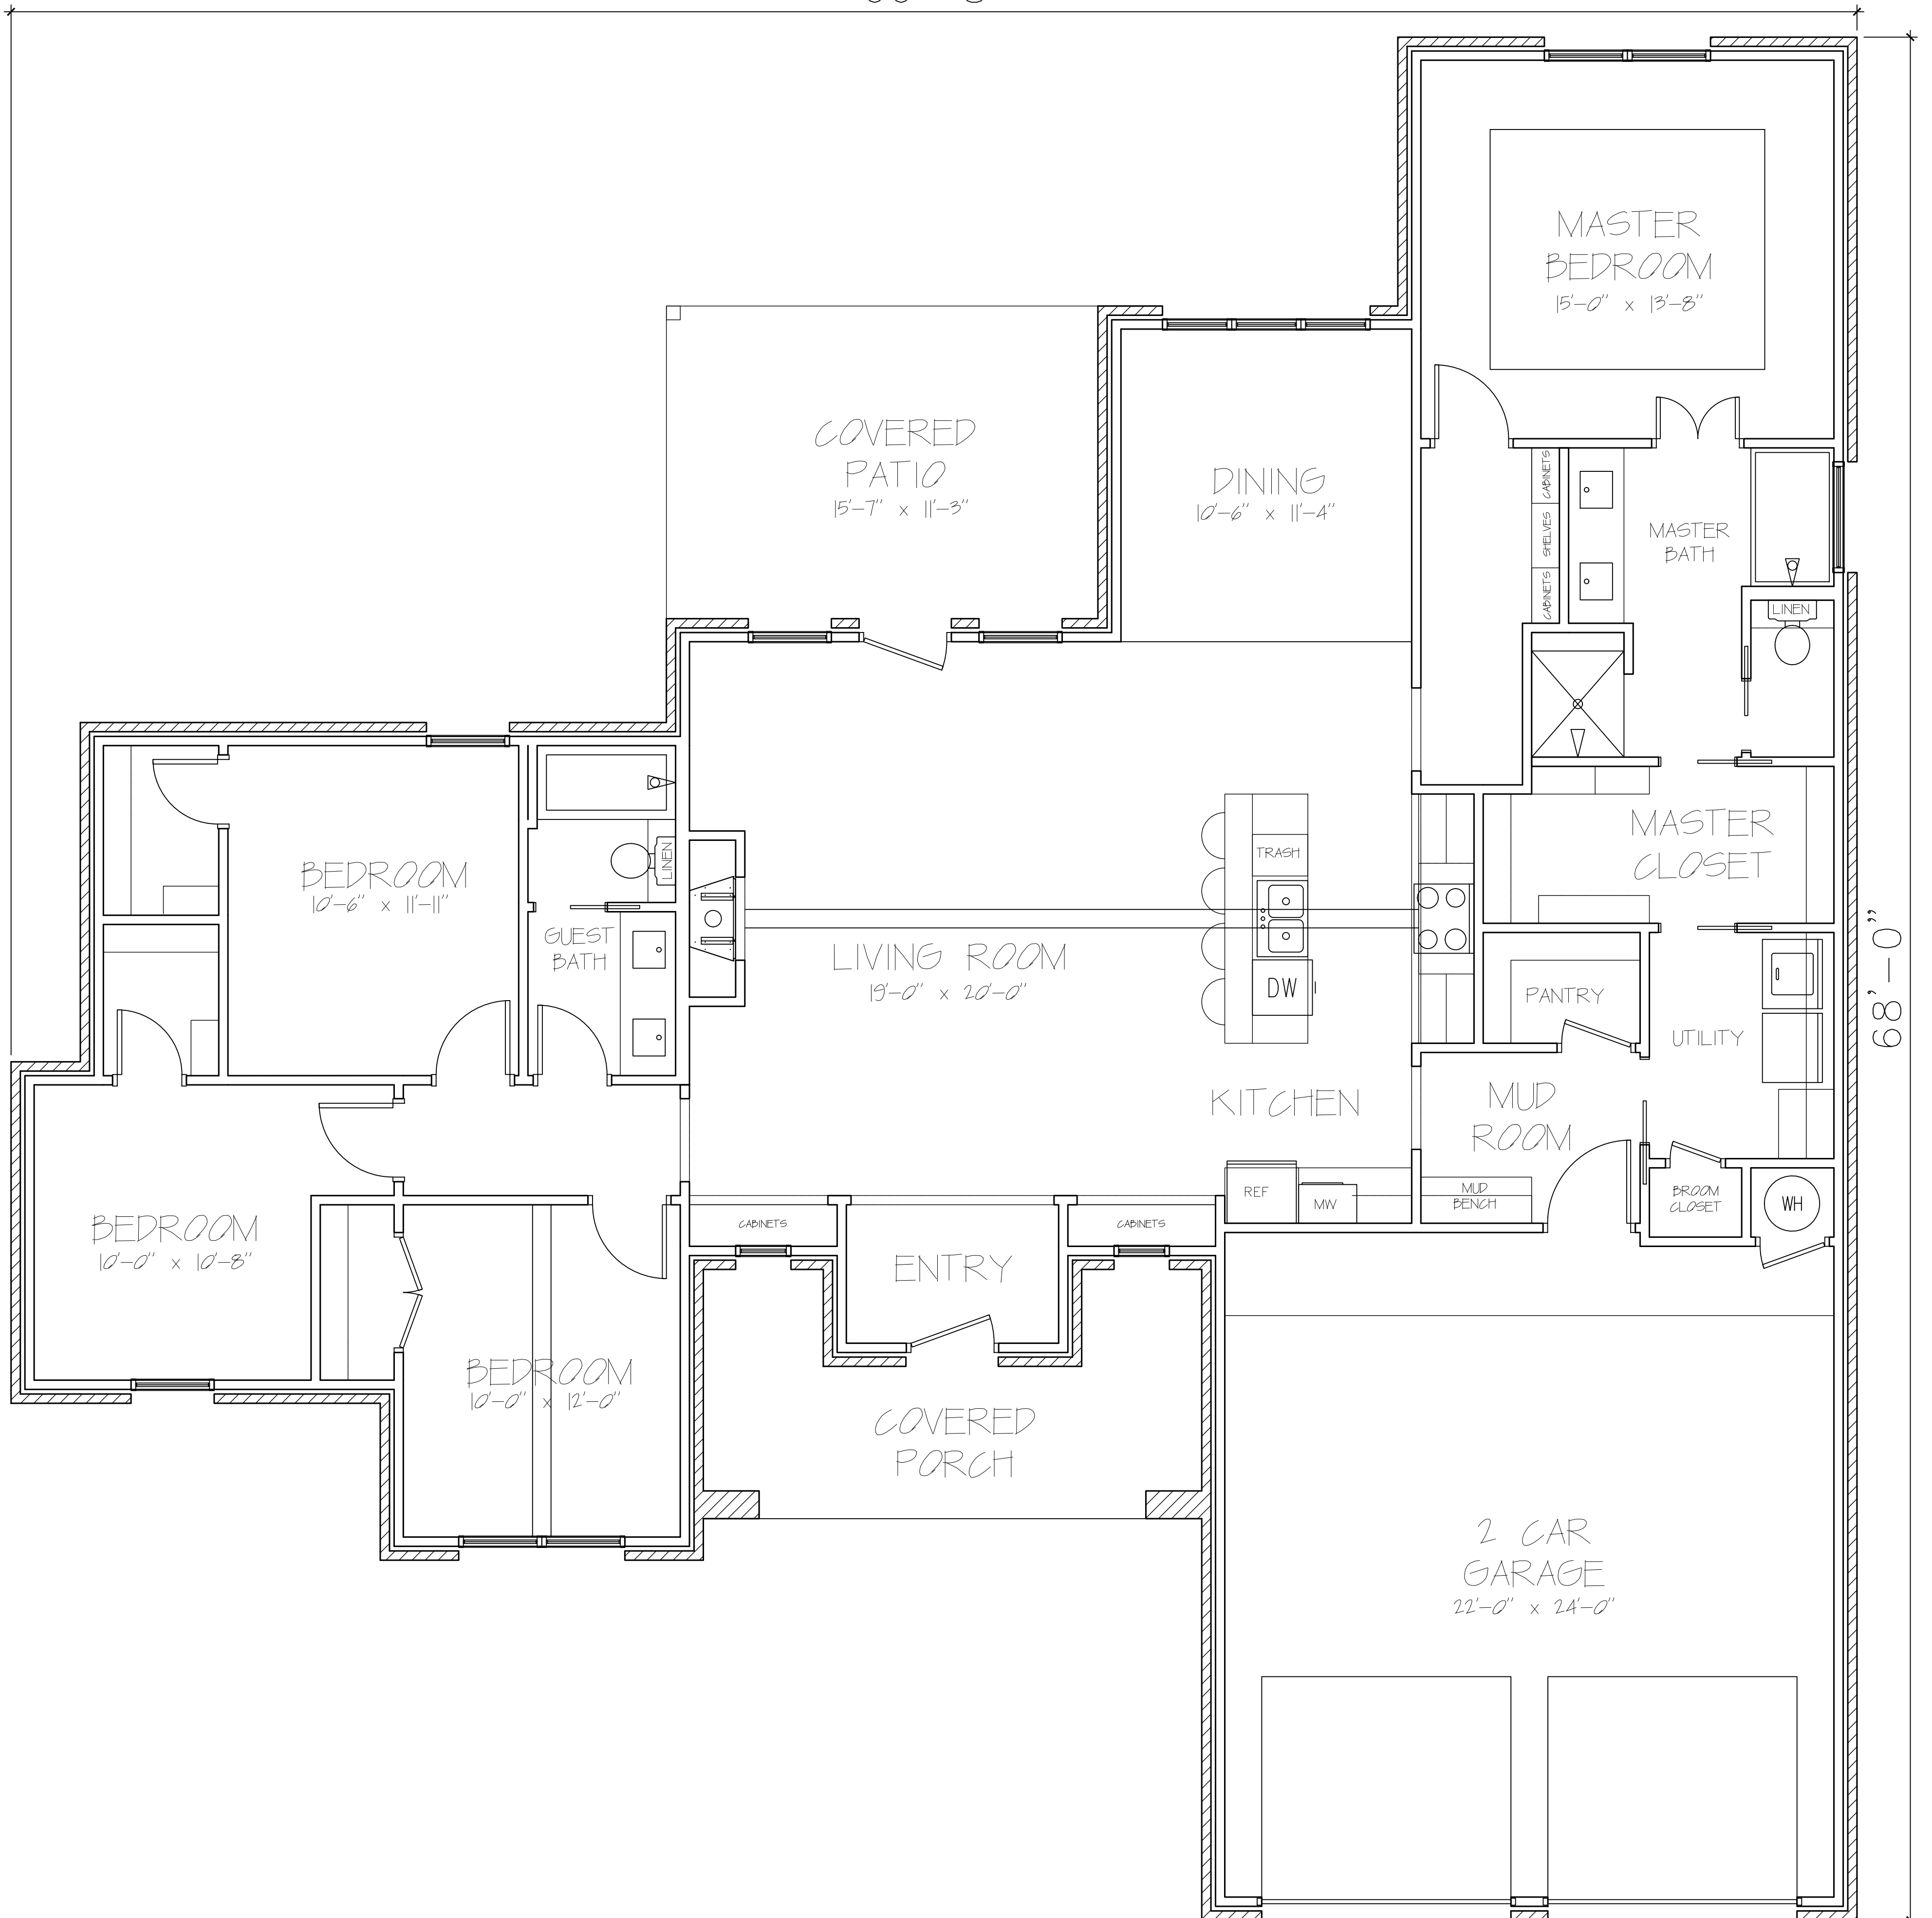 MASTER
BEDROOM
15'-0" x 13'-8"
COVERED
PATIO
15'-7" x 11'-3"
DINING
10'-6" x 11'-4"
CABINETS
SHELVES
CABINETS
MASTER
BATH
LINEN
MASTER
CLOSET
TRASH
BEDROOM
10'-6" x 11'-11"
LINEN
GUEST
BATH
LIVING ROOM
19'-0" x 20'-0"
DW
PANTRY
UTILITY
68'-0"
KITCHEN
MUD
ROOM
REF
MW
MUD
BENCH
BROOM
CLOSET
WH
BEDROOM
10'-0" x 10'-8"
CABINETS
CABINETS
ENTRY
BEDROOM
10'-0" x 12'-0"
COVERED
PORCH
2 CAR
GARAGE
22'-0" x 24'-0"